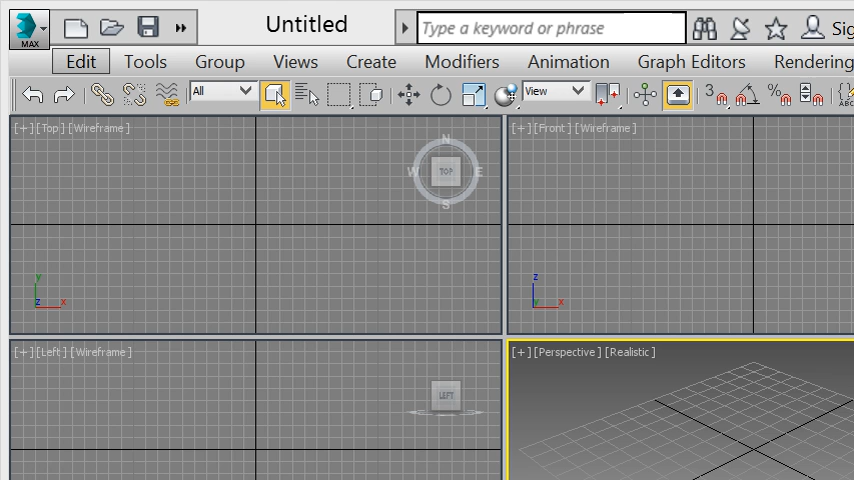 MAX Untitled Type a keyword or phrase Sig
Edit Tools Group Views Create Modifiers Animation Graph Editors Rendering
All View 3 % ABC
[+] [Top] [Wireframe] [+] [Front] [Wireframe]
N
W TOP E
S
y z
z x y x
[+] [Left] [Wireframe] [+] [Perspective] [Realistic]
LEFT